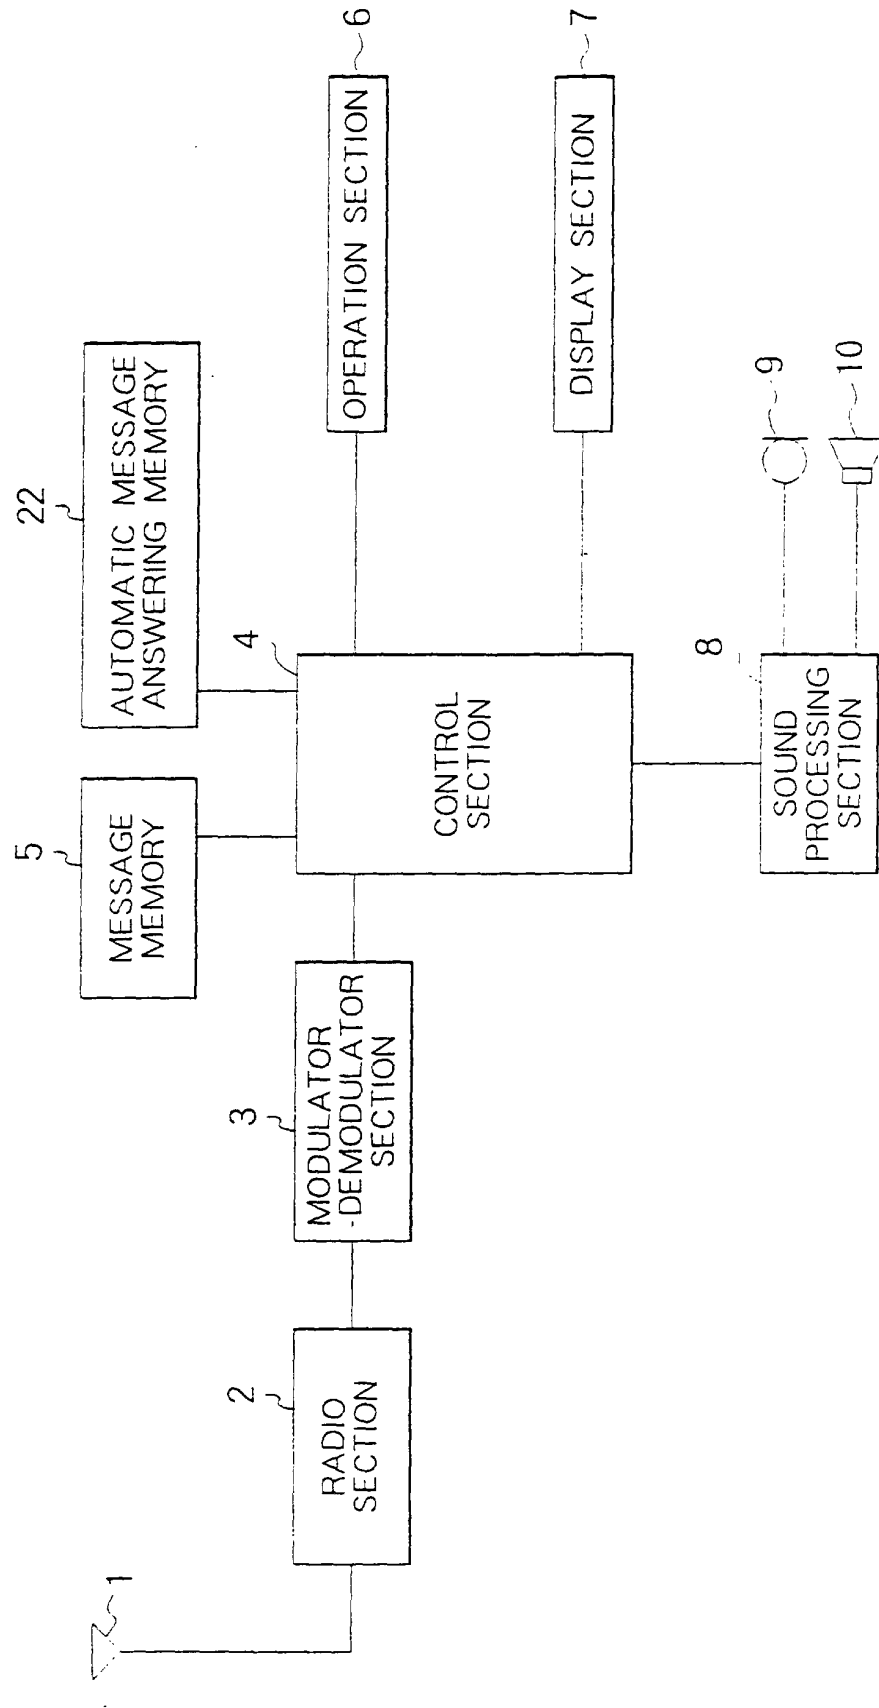 22
AUTOMATIC MESSAGE
ANSWERING MEMORY
5
MESSAGE
MEMORY
6
OPERATION SECTION
4
CONTROL
SECTION
3
MODULATOR
-DEMODULATOR
SECTION
2
RADIO
SECTION
1
7
DISPLAY SECTION
8
SOUND
PROCESSING
SECTION
9
10